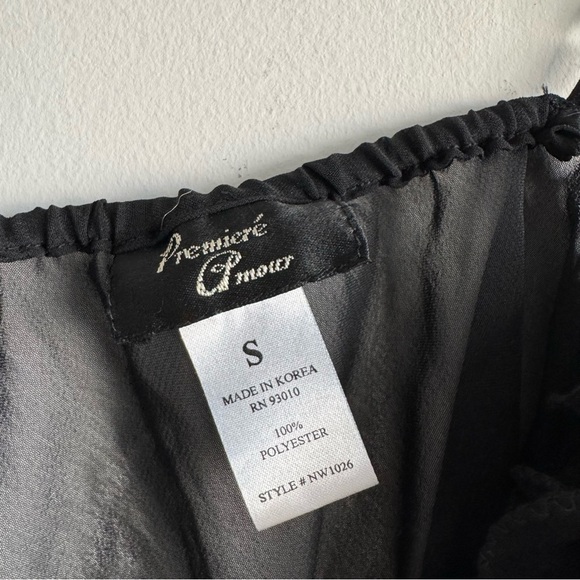 Premieré
Amour
S
MADE IN KOREA
RN 93010
100%
POLYESTER
STYLE # NW1026